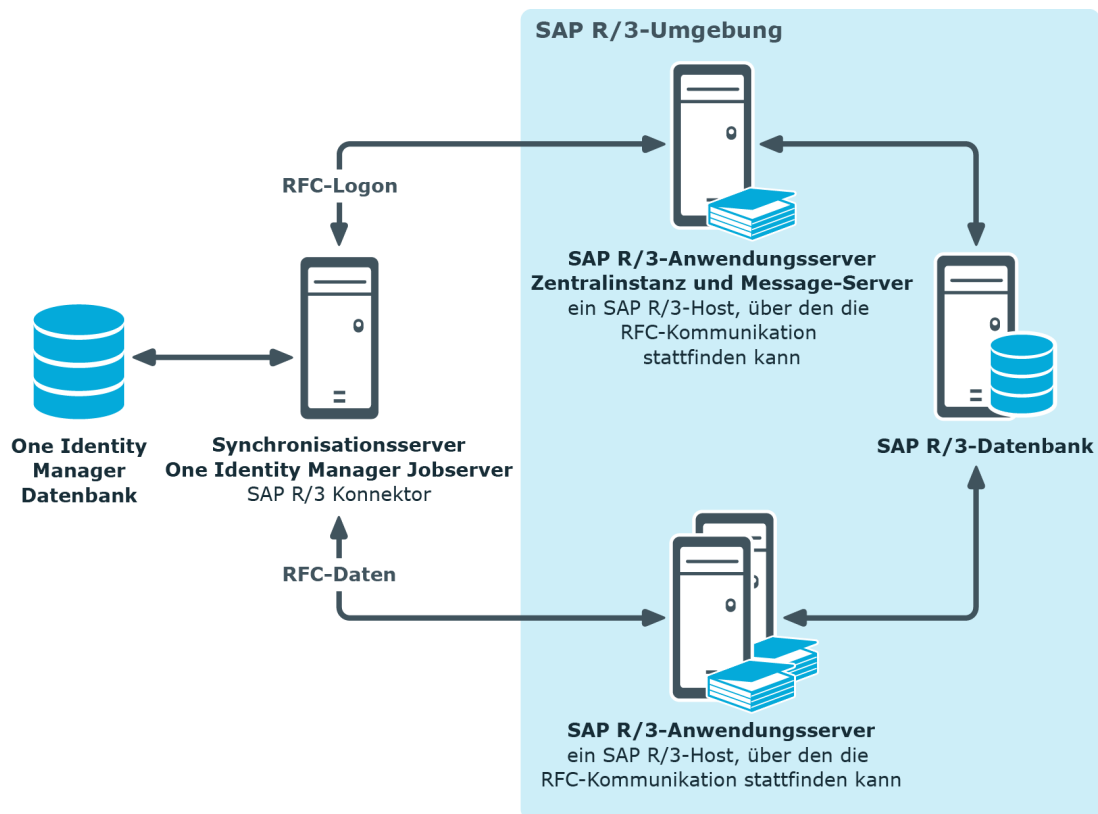 SAP R/3-Umgebung
RFC-Logon
SAP R/3-Anwendungsserver
Zentralinstanz und Message-Server
ein SAP R/3-Host, über den die
RFC-Kommunikation
stattfinden kann
One Identity
Manager
Datenbank
Synchronisationsserver
One Identity Manager Jobserver
SAP R/3 Konnektor
SAP R/3-Datenbank
RFC-Daten
SAP R/3-Anwendungsserver
ein SAP R/3-Host, über den die
RFC-Kommunikation stattfinden kann